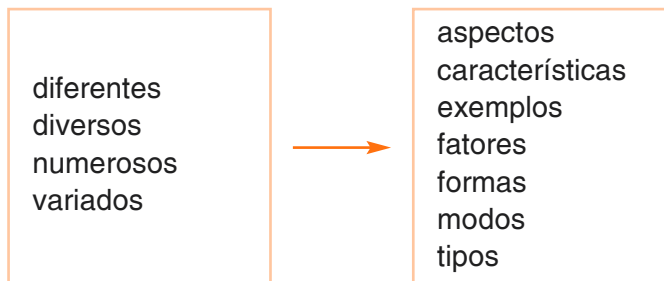 diferentes
diversos
numerosos
variados
aspectos
características
exemplos
fatores
formas
modos
tipos